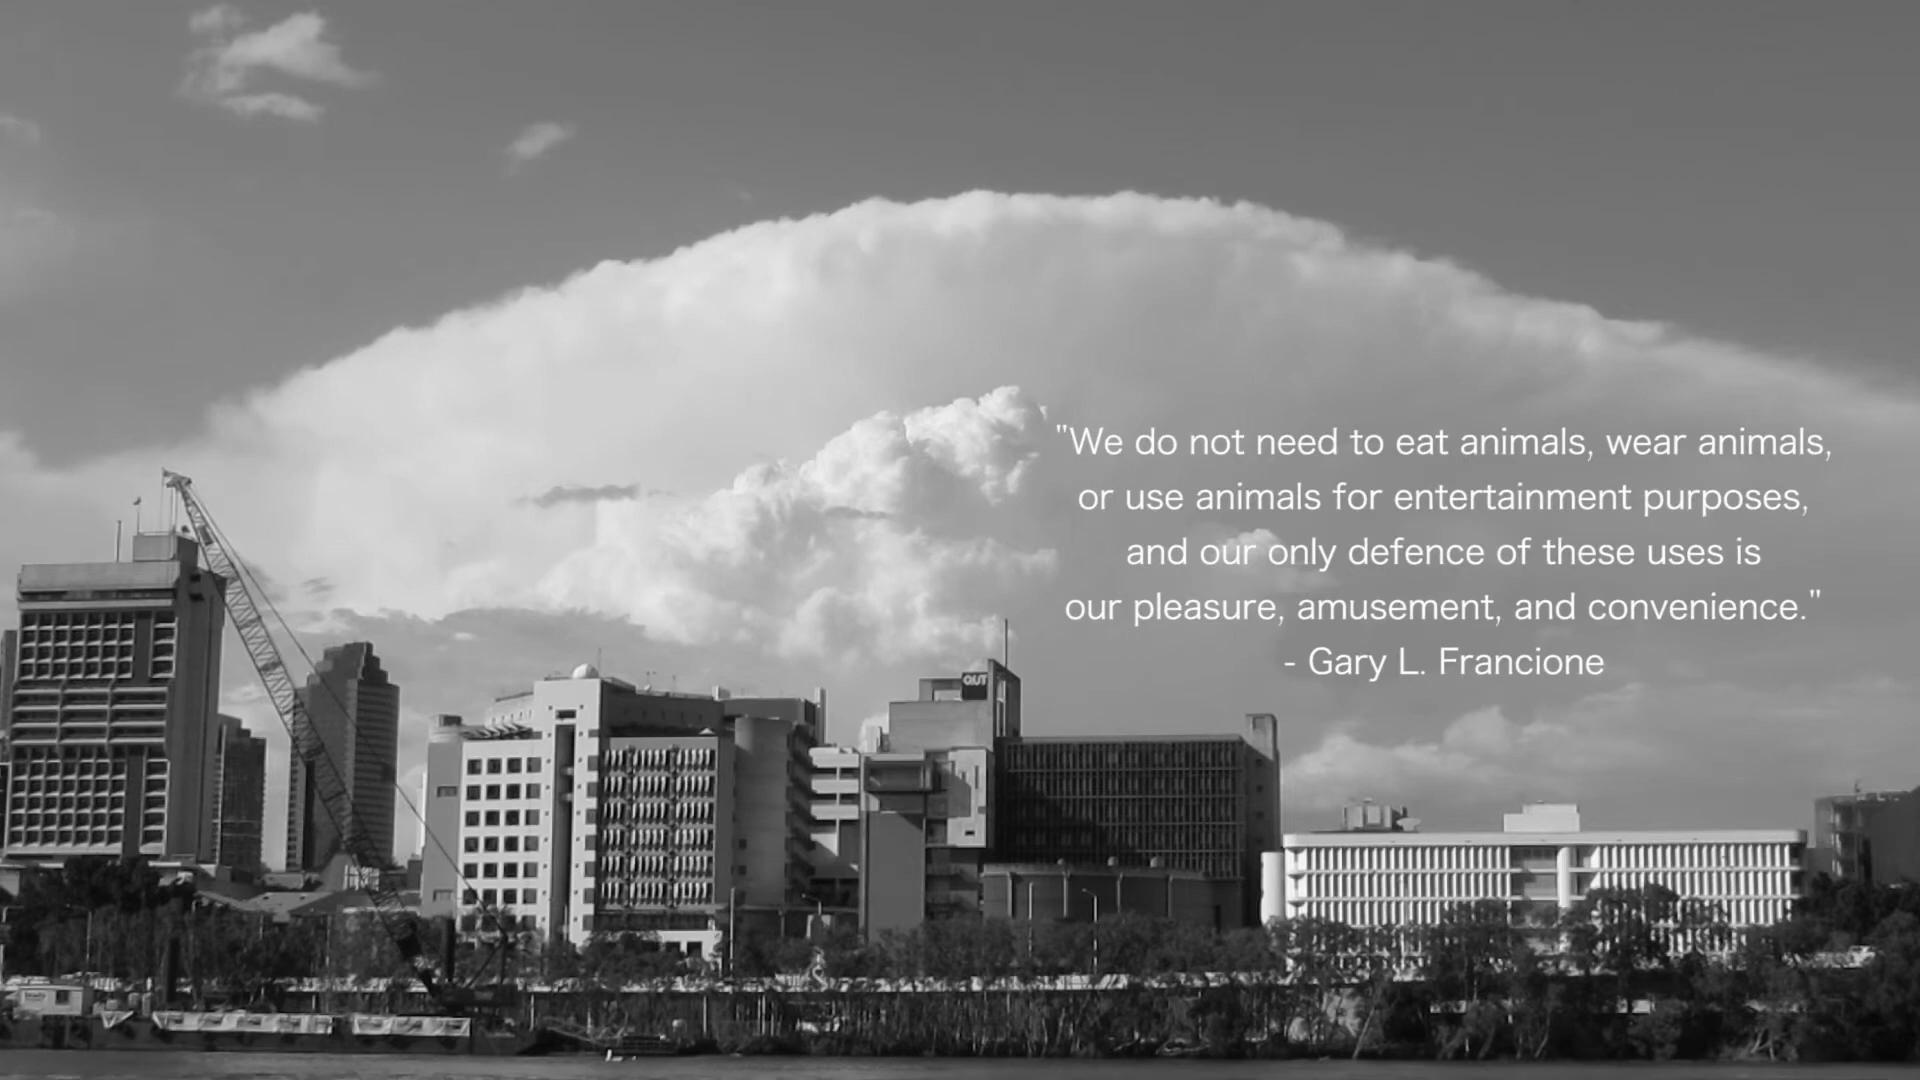 "We do not need to eat animals, wear animals,
or use animals for entertainment purposes,
and our only defence of these uses is
our pleasure, amusement, and convenience."
- Gary L. Francione
QUT